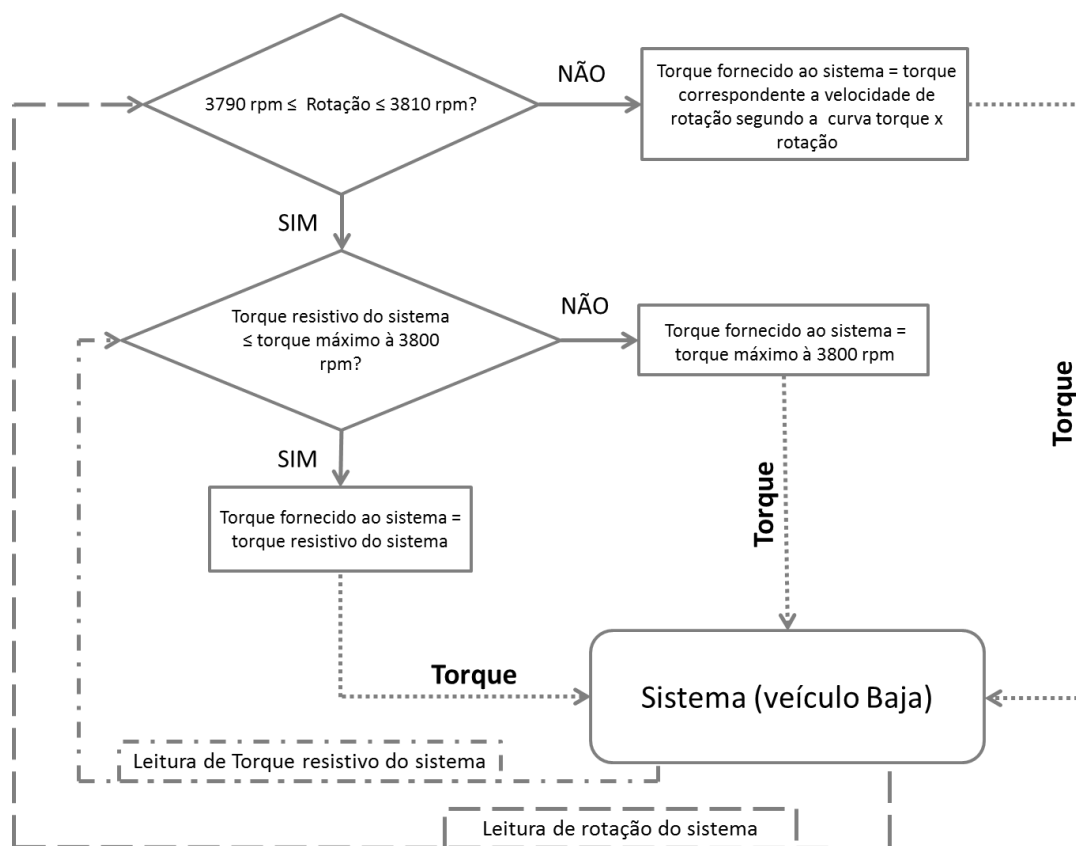 3790 rpm ≤ Rotação ≤ 3810 rpm?
NÃO
Torque fornecido ao sistema = torque
correspondente a velocidade de
rotação segundo a curva torque x
rotação
SIM
Torque resistivo do sistema
≤ torque máximo à 3800
rpm?
NÃO
Torque fornecido ao sistema =
torque máximo à 3800 rpm
Torque
SIM
Torque fornecido ao sistema =
torque resistivo do sistema
Torque
Torque
Sistema (veículo Baja)
Leitura de Torque resistivo do sistema
Leitura de rotação do sistema